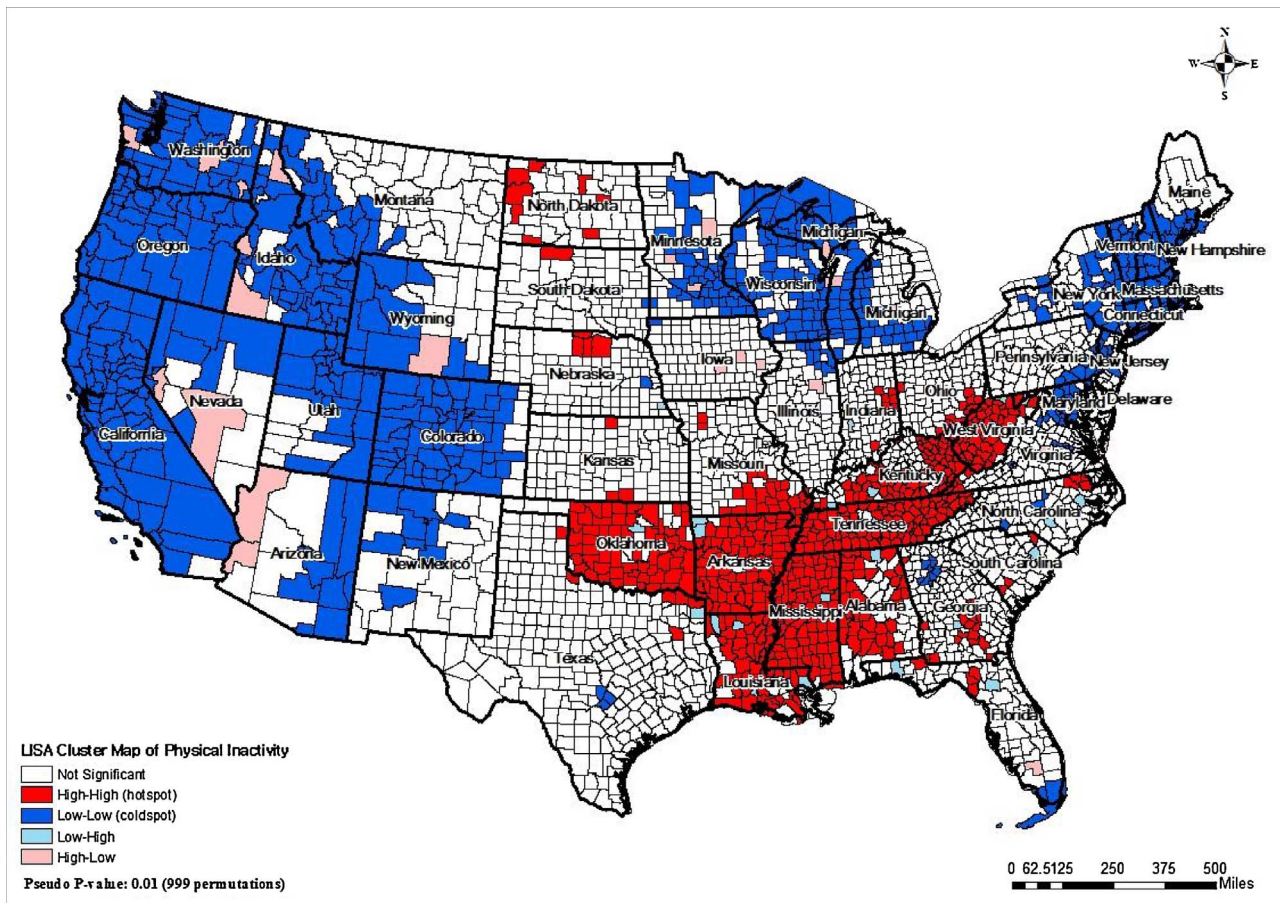 N
W E
S
Washington
Montana
North Dakota
Maine
Oregon
Idaho
Minnesota
Michigan
Vermont
New Hampshire
South Dakota
Wisconsin
New York
Massachusetts
Wyoming
Michigan
Connecticut
Iowa
Pennsylvania
New Jersey
Nebraska
Ohio
Nevada
Utah
Illinois
Indiana
Maryland
Delaware
California
Colorado
West Virginia
Kansas
Missouri
Virginia
Kentucky
Oklahoma
Tennessee
North Carolina
Arizona
New Mexico
Arkansas
South Carolina
Mississippi
Alabama
Georgia
Texas
Louisiana
Florida
LISA Cluster Map of Physical Inactivity
Not Significant
High-High (hotspot)
Low-Low (coldspot)
Low-High
High-Low
Pseudo P-value: 0.01 (999 permutations)
0 62.5125 250 375 500
Miles